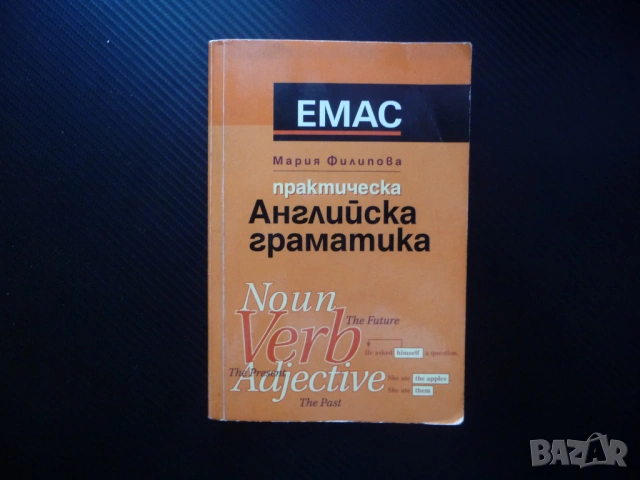 ЕМАС
Мария Филипова
практическа
Английска
граматика
Noun
The Future
Verb
He asked himself a question.
The Present
Adjective
She ate the apples.
She ate them
The Past
BAZAR